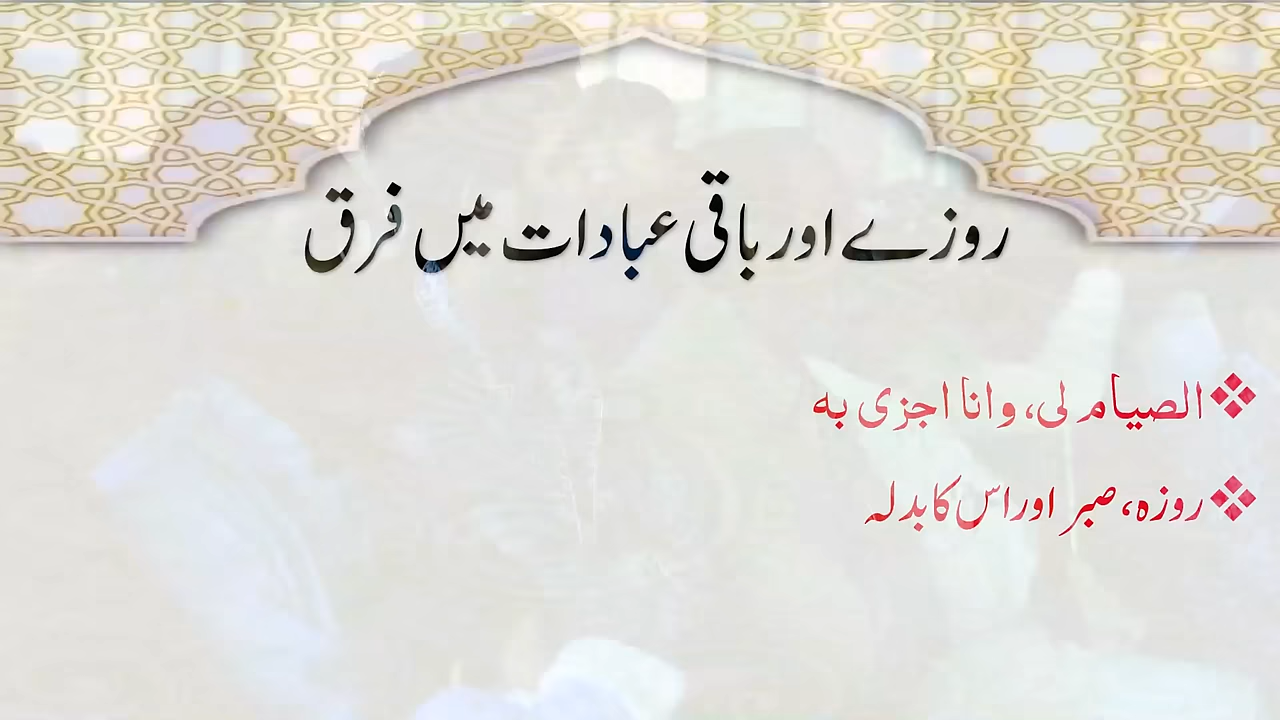 روزے اور باقی عبادات میں فرق
❖الصیام لی، وانا اجزی بہ
❖روزہ، صبر اور اس کا بدلہ